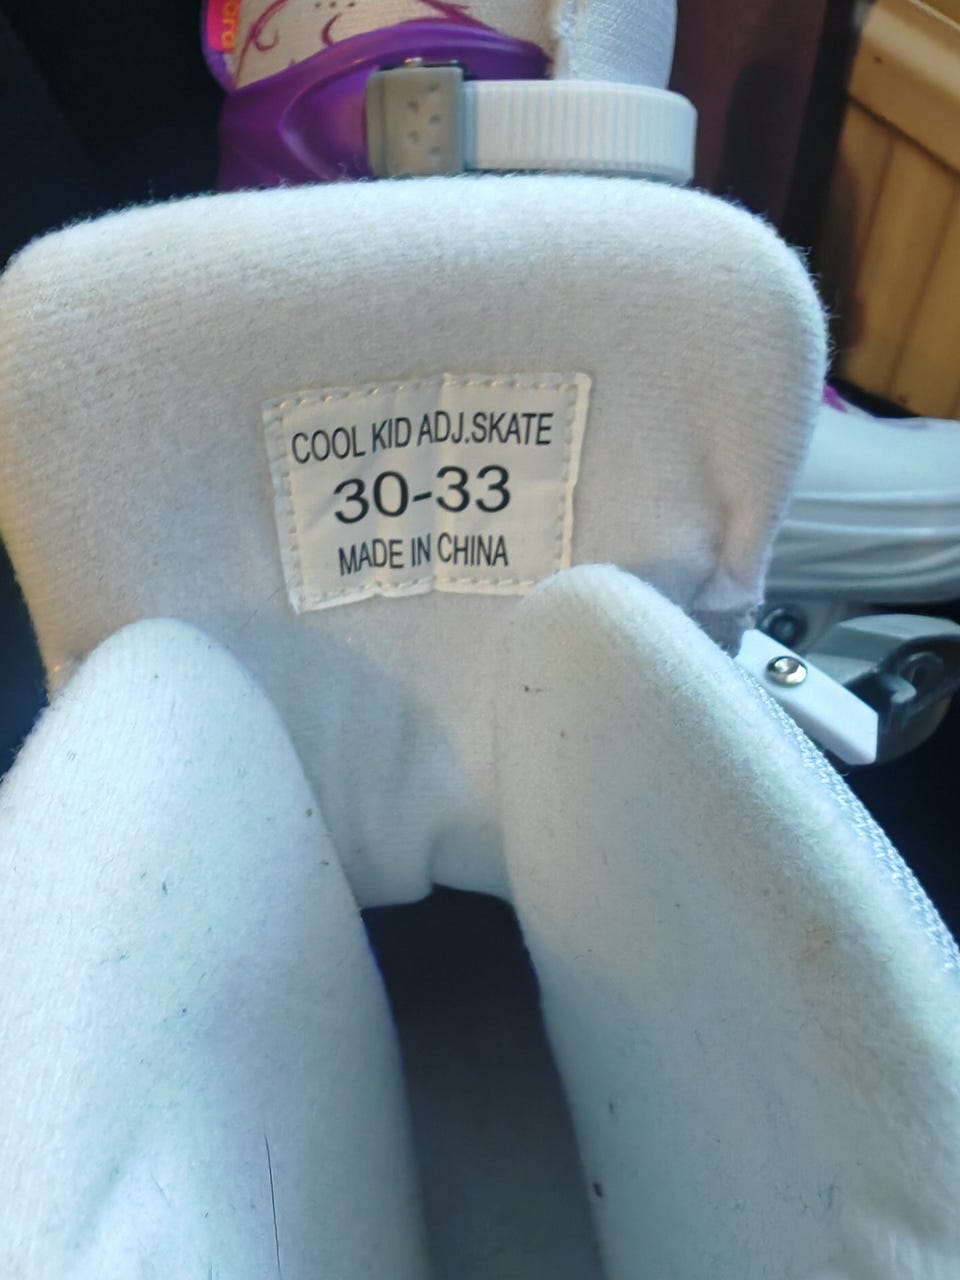 COOL KID ADJ.SKATE
30-33
MADE IN CHINA